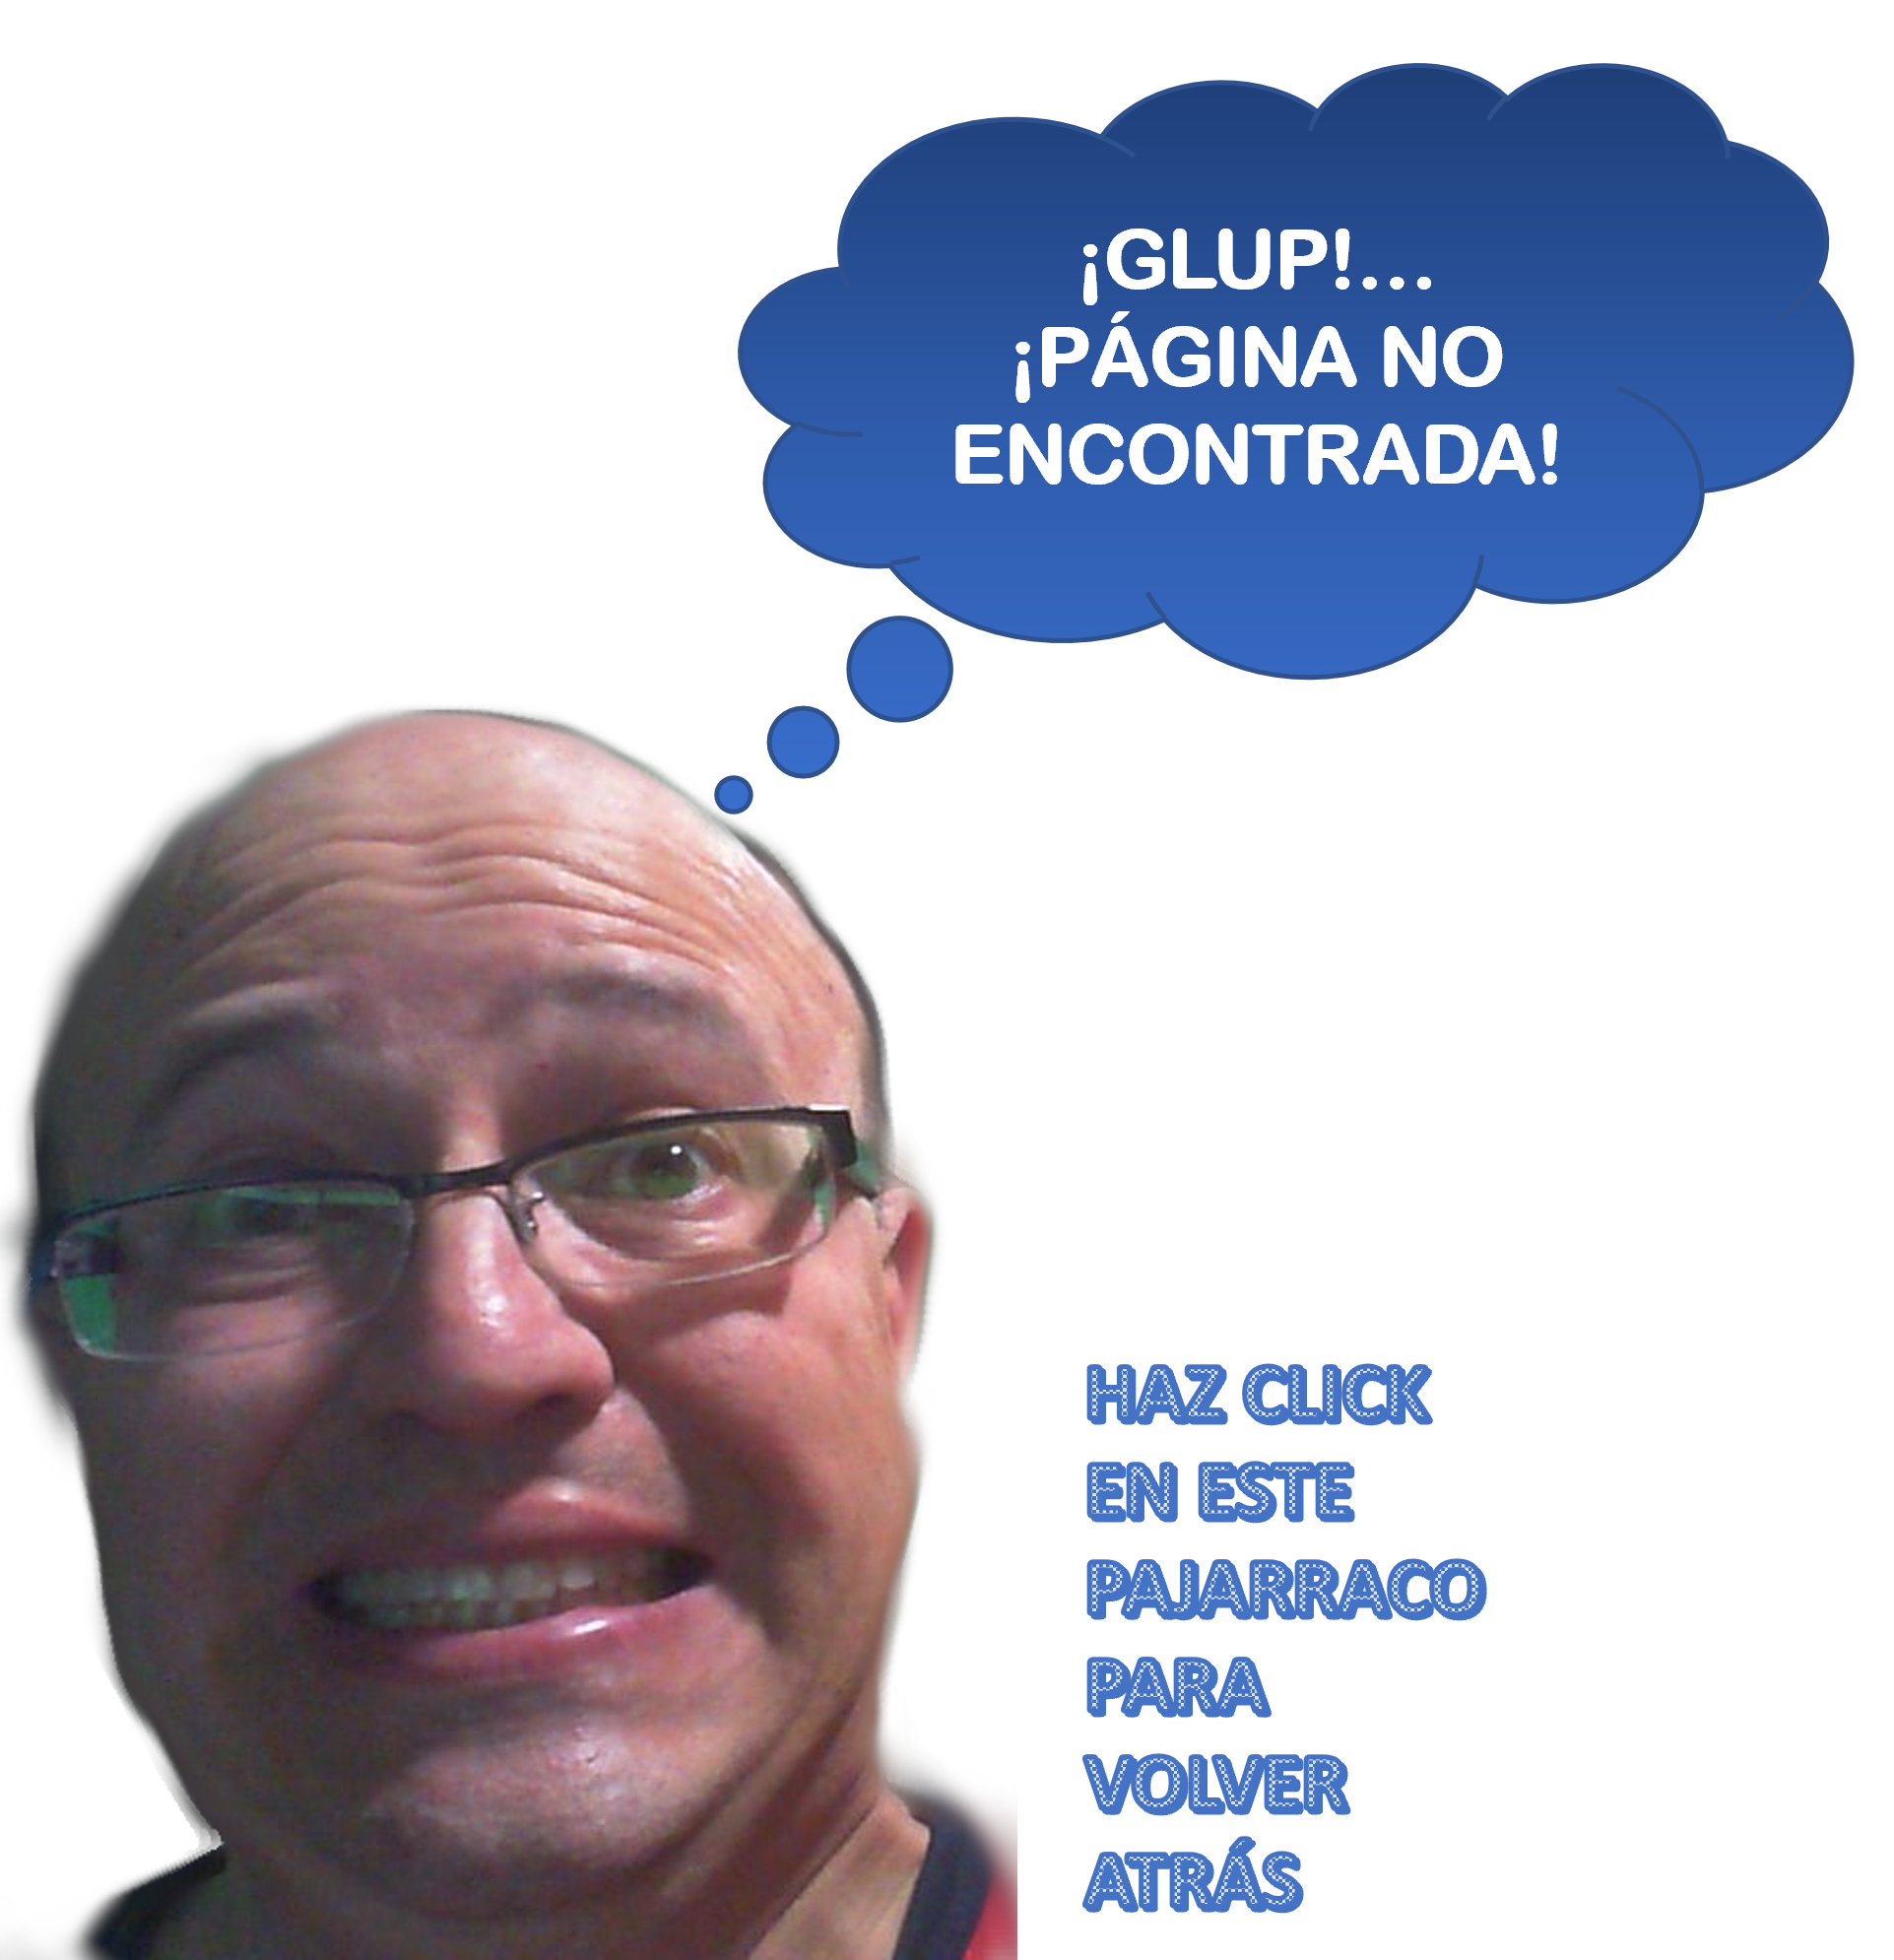 ¡GLUP!...
¡PÁGINA NO
ENCONTRADA!
HAZ CLICK
EN ESTE
PAJARRACO
PARA
VOLVER
ATRÁS